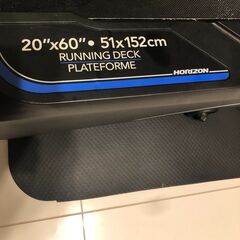 20"x60" • 51x152cm
RUNNING DECK
PLATEFORME
HORIZON